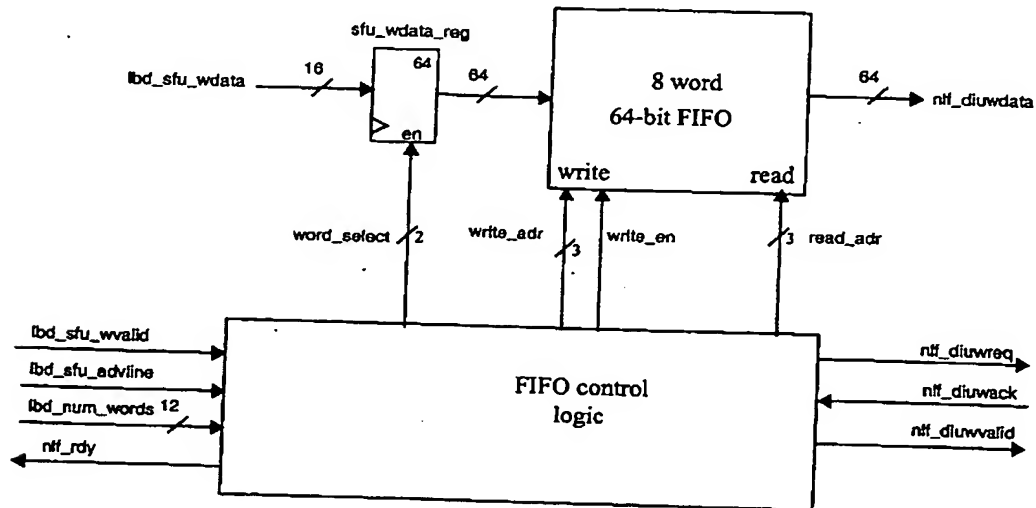 sfu_wdata_reg
lbd_sfu_wdata
16
64
en
64
8 word
64-bit FIFO
write
read
64
nlf_diuwdata
word_select
2
write_adr
3
write_en
3
read_adr
lbd_sfu_wvalid
lbd_sfu_advline
lbd_num_words
12
nlf_rdy
FIFO control
logic
nlf_diuwreq
nlf_diuwack
nlf_diuwvalid